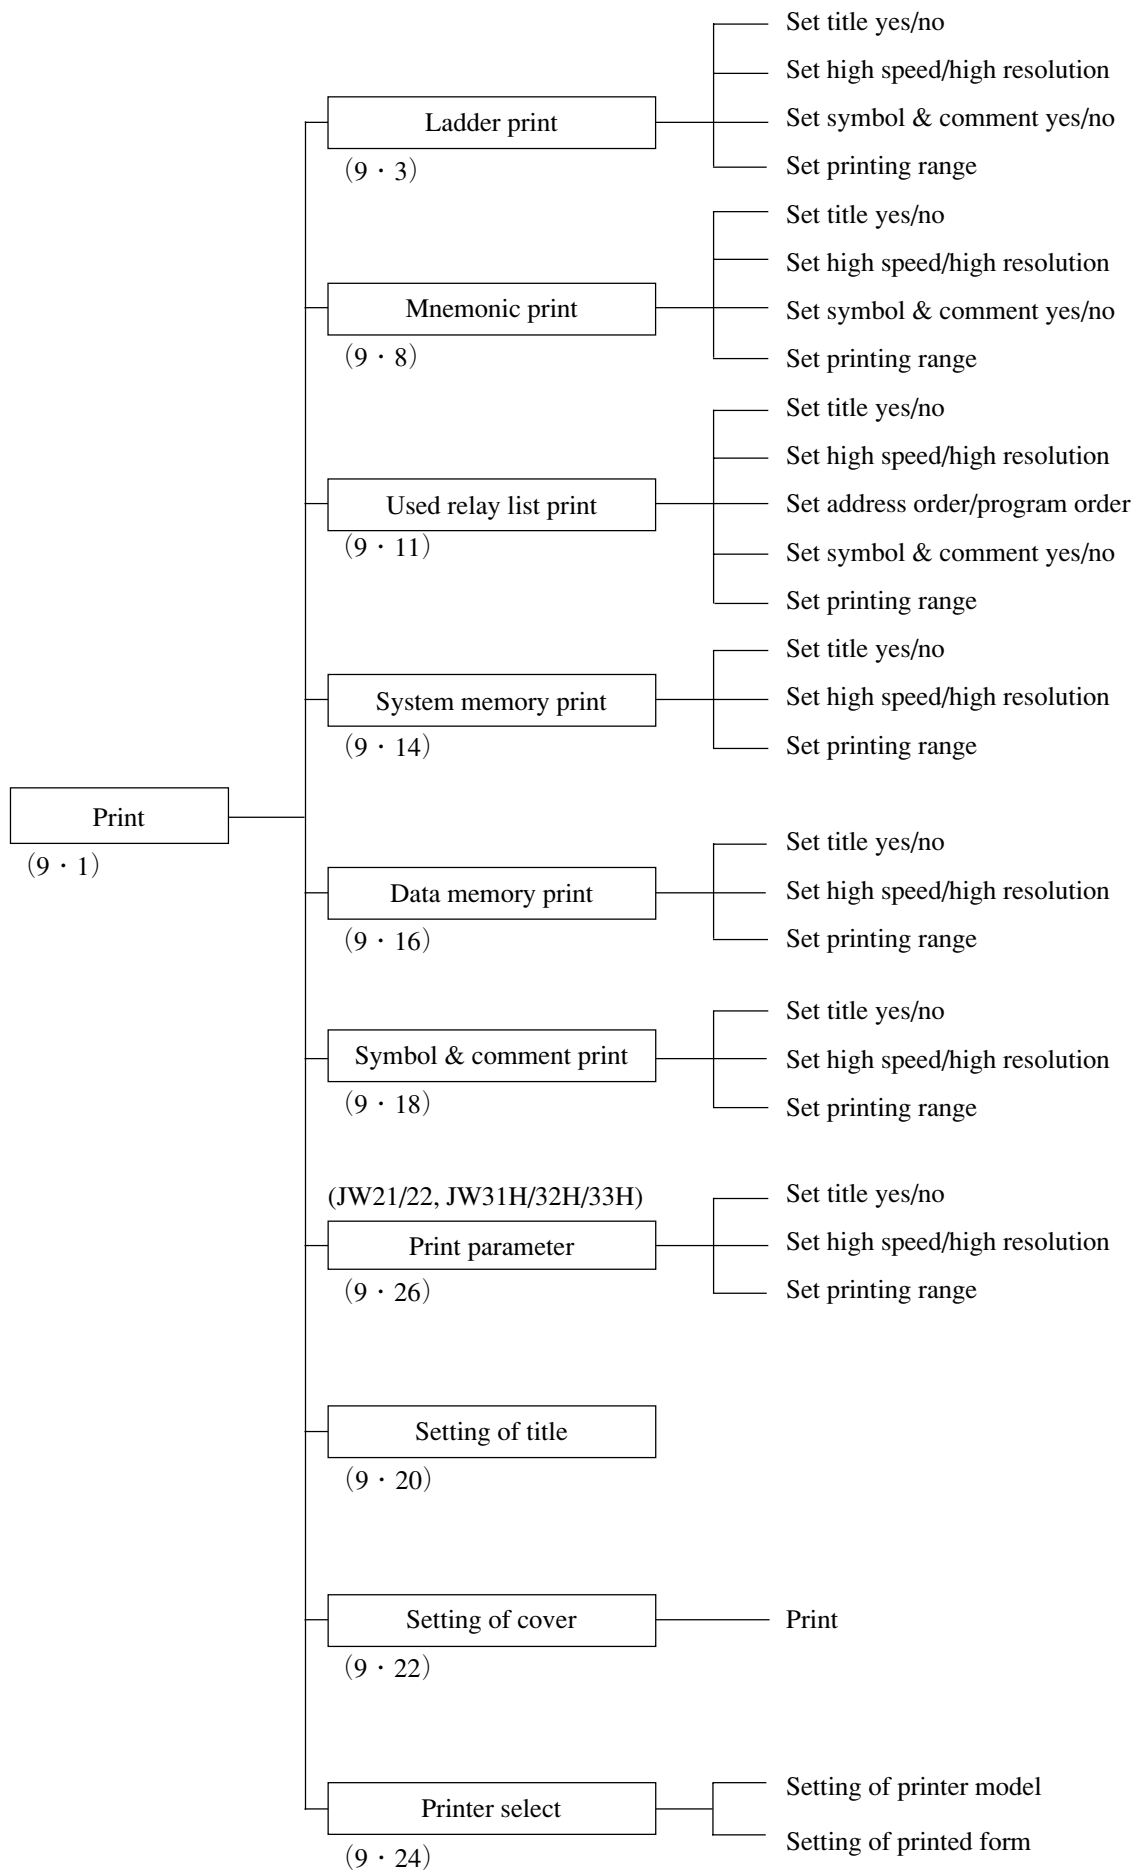 Print
（9・1）
Ladder print
（9・3）
Set title yes/no
Set high speed/high resolution
Set symbol & comment yes/no
Set printing range
Mnemonic print
（9・8）
Set title yes/no
Set high speed/high resolution
Set symbol & comment yes/no
Set printing range
Used relay list print
（9・11）
Set title yes/no
Set high speed/high resolution
Set address order/program order
Set symbol & comment yes/no
Set printing range
System memory print
（9・14）
Set title yes/no
Set high speed/high resolution
Set printing range
Data memory print
（9・16）
Set title yes/no
Set high speed/high resolution
Set printing range
Symbol & comment print
（9・18）
Set title yes/no
Set high speed/high resolution
Set printing range
(JW21/22, JW31H/32H/33H)
Print parameter
（9・26）
Set title yes/no
Set high speed/high resolution
Set printing range
Setting of title
（9・20）
Setting of cover
（9・22）
Print
Printer select
（9・24）
Setting of printer model
Setting of printed form